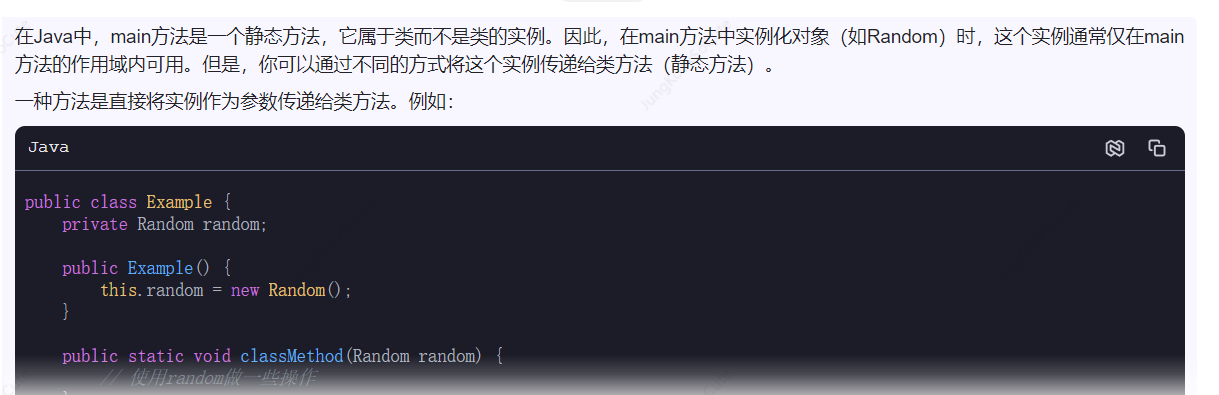 在Java中，main方法是一个静态方法，它属于类而不是类的实例。因此，在main方法中实例化对象（如Random）时，这个实例通常仅在main
方法的作用域内可用。但是，你可以通过不同的方式将这个实例传递给类方法（静态方法）。
一种方法是直接将实例作为参数传递给类方法。例如：
Java
public class Example {
    private Random random;
    public Example() {
        this.random = new Random();
    }
    public static void classMethod(Random random) {
        // 使用random做一些操作